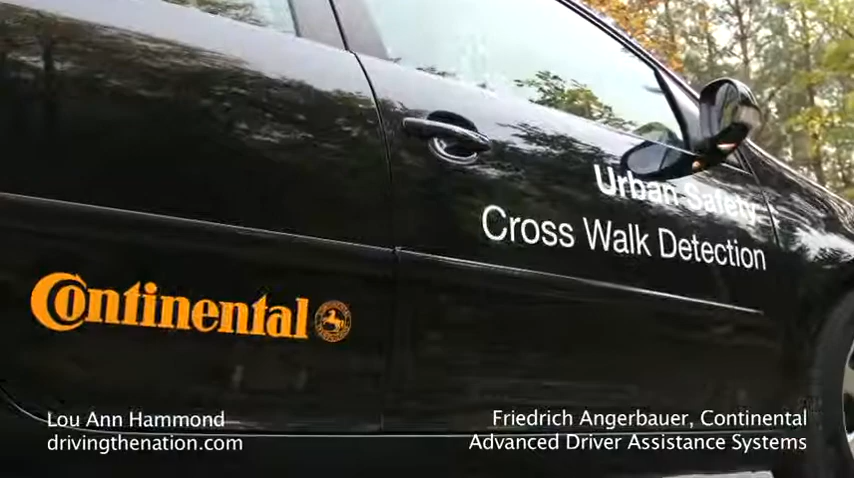 Urban Safety
Cross Walk Detection
Continental
Lou Ann Hammond
drivingthenation.com
Friedrich Angerbauer, Continental
Advanced Driver Assistance Systems